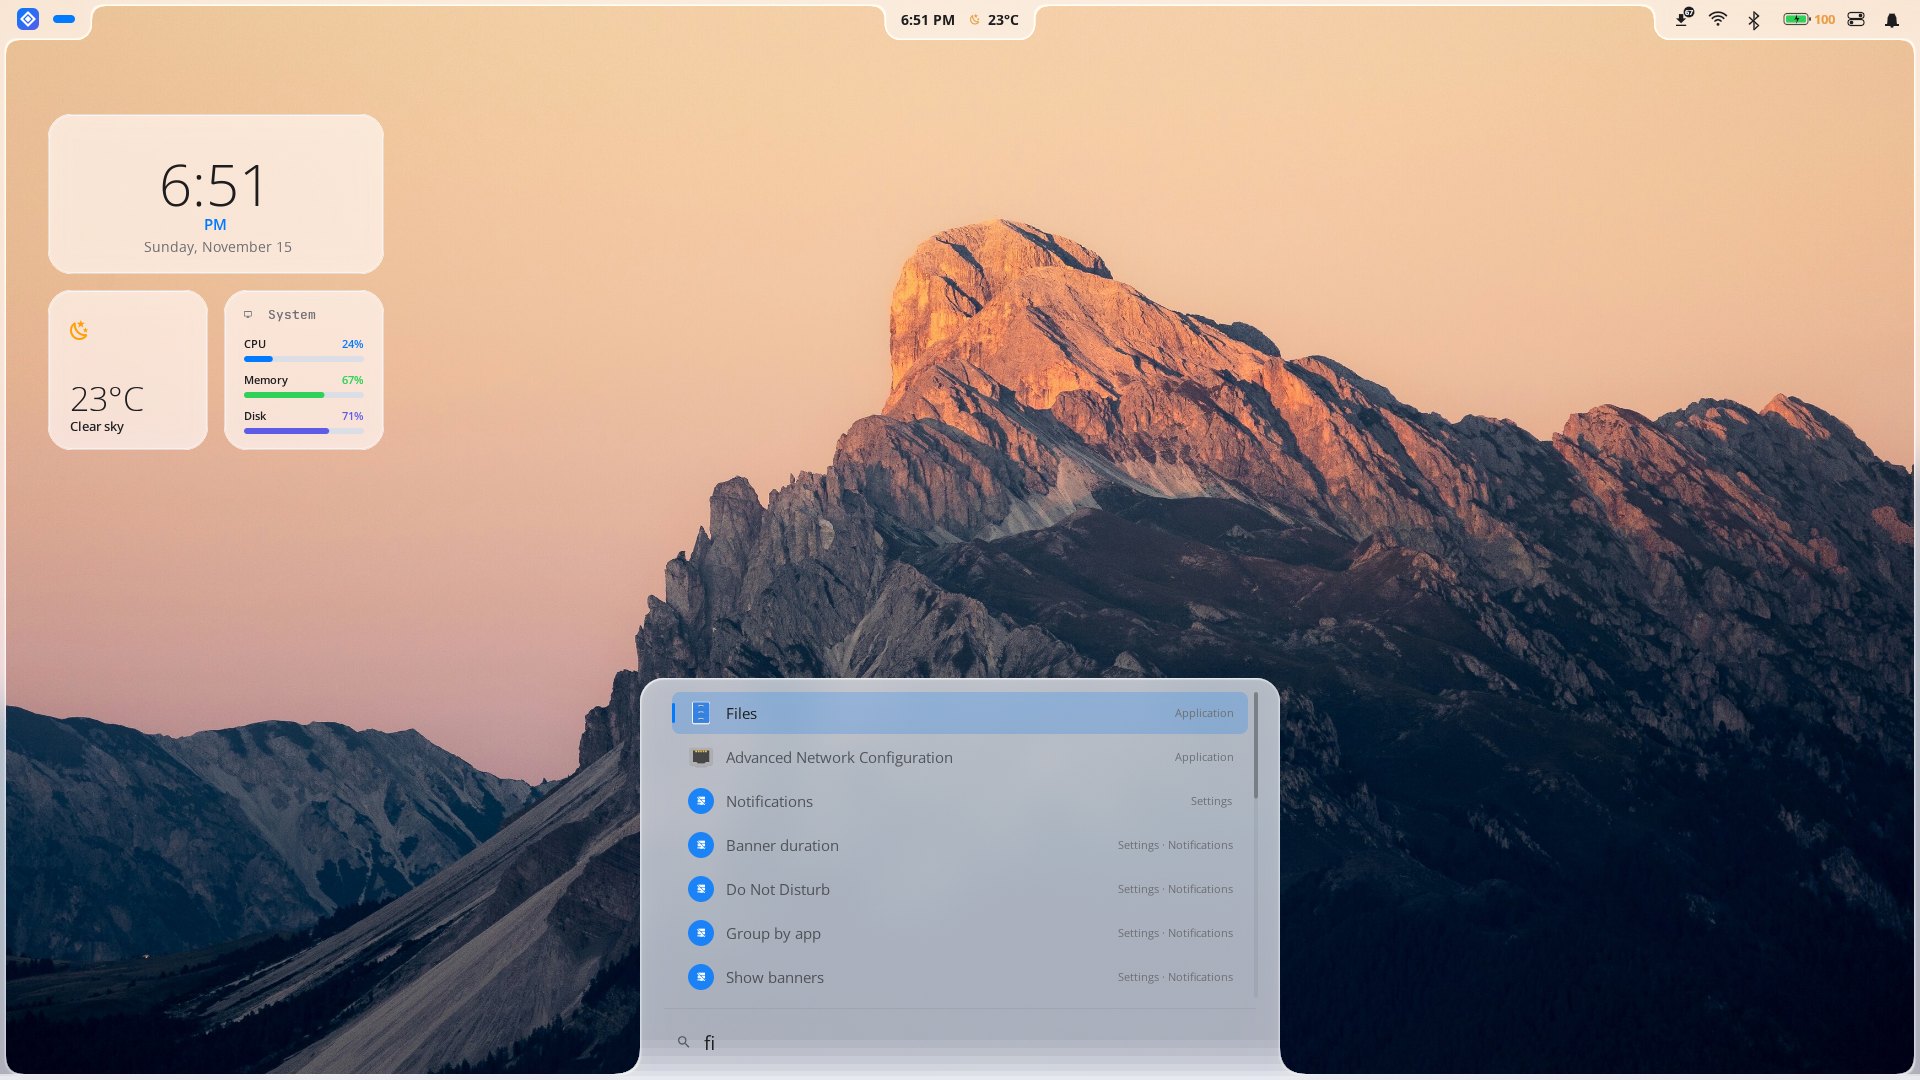 6:51 PM 23°C
67
100
6:51
PM
Sunday, November 15
23°C
Clear sky
System
CPU 24%
Memory 67%
Disk 71%
Files Application
Advanced Network Configuration Application
Notifications Settings
Banner duration Settings · Notifications
Do Not Disturb Settings · Notifications
Group by app Settings · Notifications
Show banners Settings · Notifications
fi